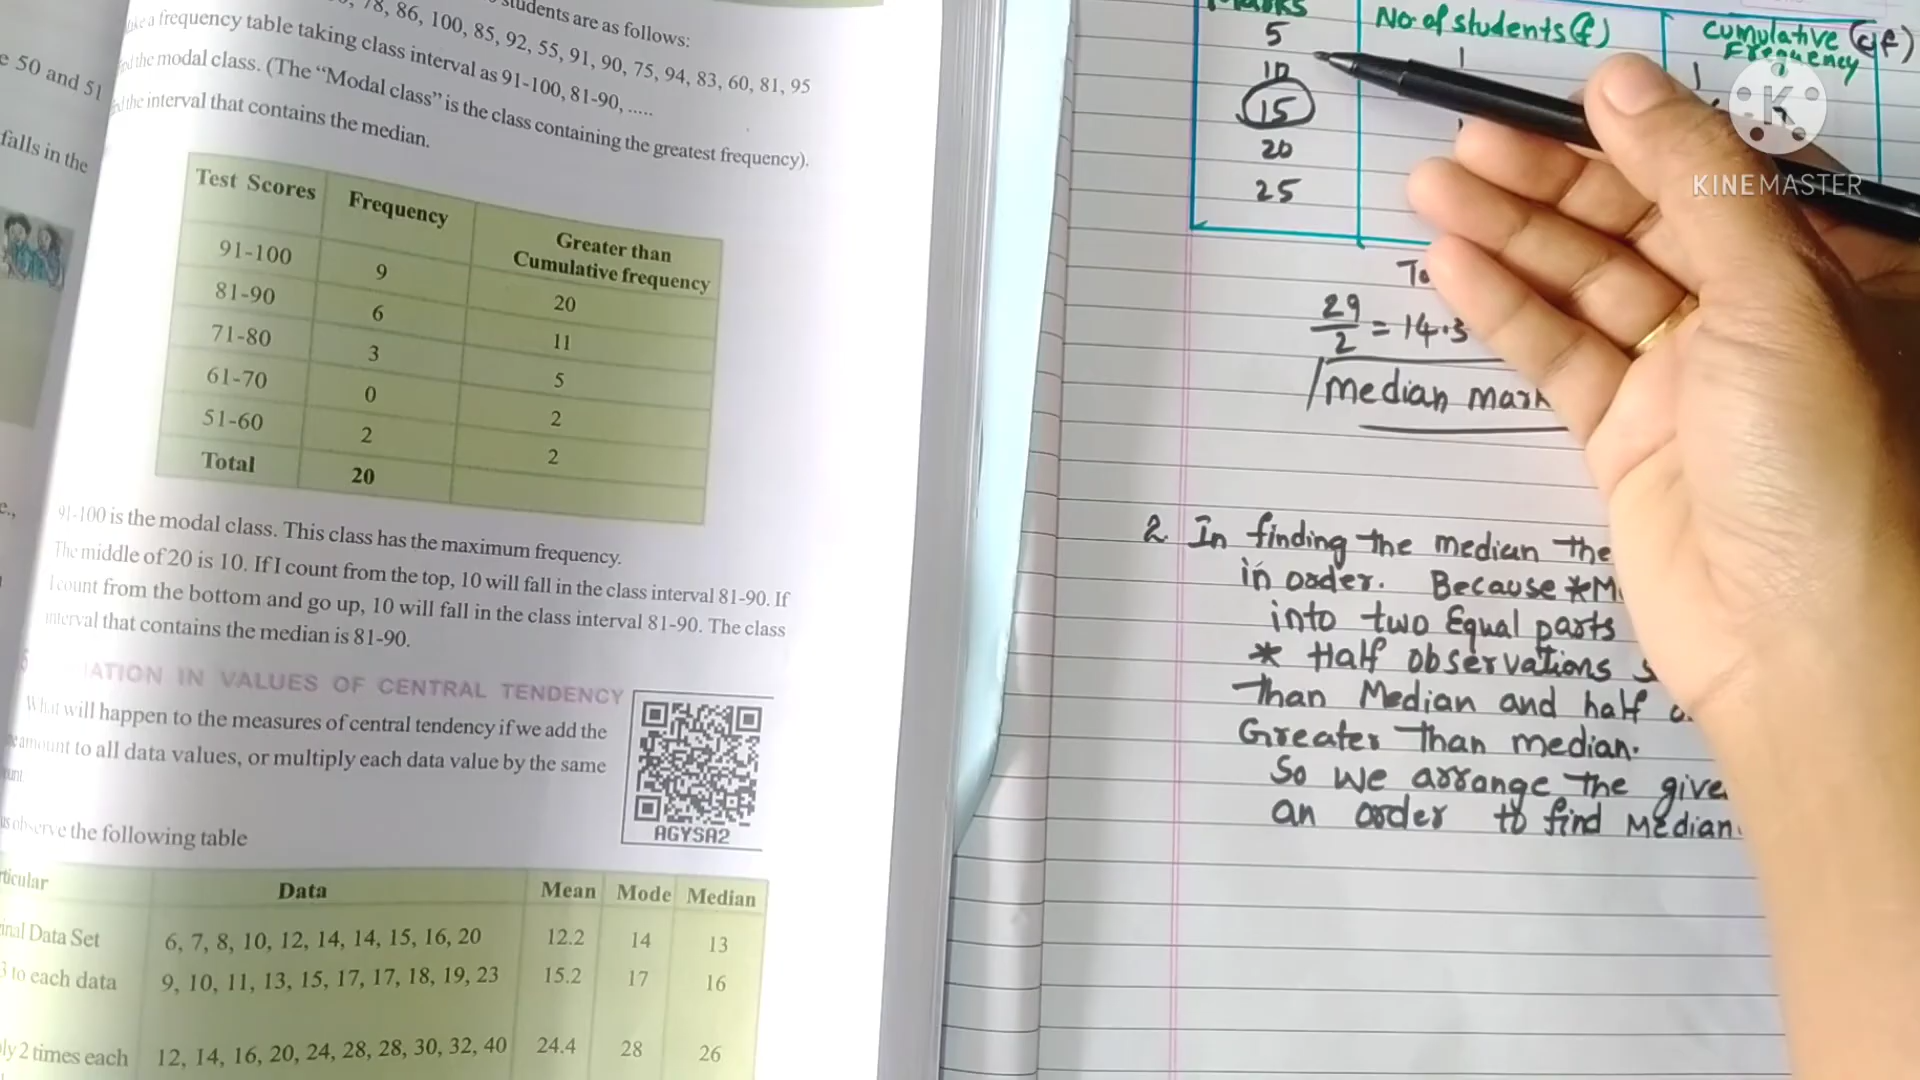 e 50 and 51
falls in the
students are as follows:
78, 86, 100, 85, 92, 55, 91, 90, 75, 94, 83, 60, 81, 95
a frequency table taking class interval as 91-100, 81-90, .....
the modal class. (The “Modal class” is the class containing the greatest frequency).
the interval that contains the median.
Test Scores Frequency Greater than
Cumulative frequency
91-100 9 20
81-90 6 11
71-80 3 5
61-70 0 2
51-60 2 2
Total 20
91-100 is the modal class. This class has the maximum frequency.
The middle of 20 is 10. If I count from the top, 10 will fall in the class interval 81-90. If
I count from the bottom and go up, 10 will fall in the class interval 81-90. The class
interval that contains the median is 81-90.
ATION IN VALUES OF CENTRAL TENDENCY
What will happen to the measures of central tendency if we add the
amount to all data values, or multiply each data value by the same
AGYSA2
observe the following table
Data Mean Mode Median
Data Set 6, 7, 8, 10, 12, 14, 14, 15, 16, 20 12.2 14 13
3 to each data 9, 10, 11, 13, 15, 17, 17, 18, 19, 23 15.2 17 16
ly 2 times each 12, 14, 16, 20, 24, 28, 28, 30, 32, 40 24.4 28 26
Marks No. of students (f) Cumulative (cf)
Frequency
5 1 1
10
15
20
25
29
2 = 14.5
median mark
2. In finding the median the
in order. Because *M
into two Equal parts
* Half observations
than Median and half
Greater than median.
So we arrange the give
an order to find Median.
K
KINEMASTER